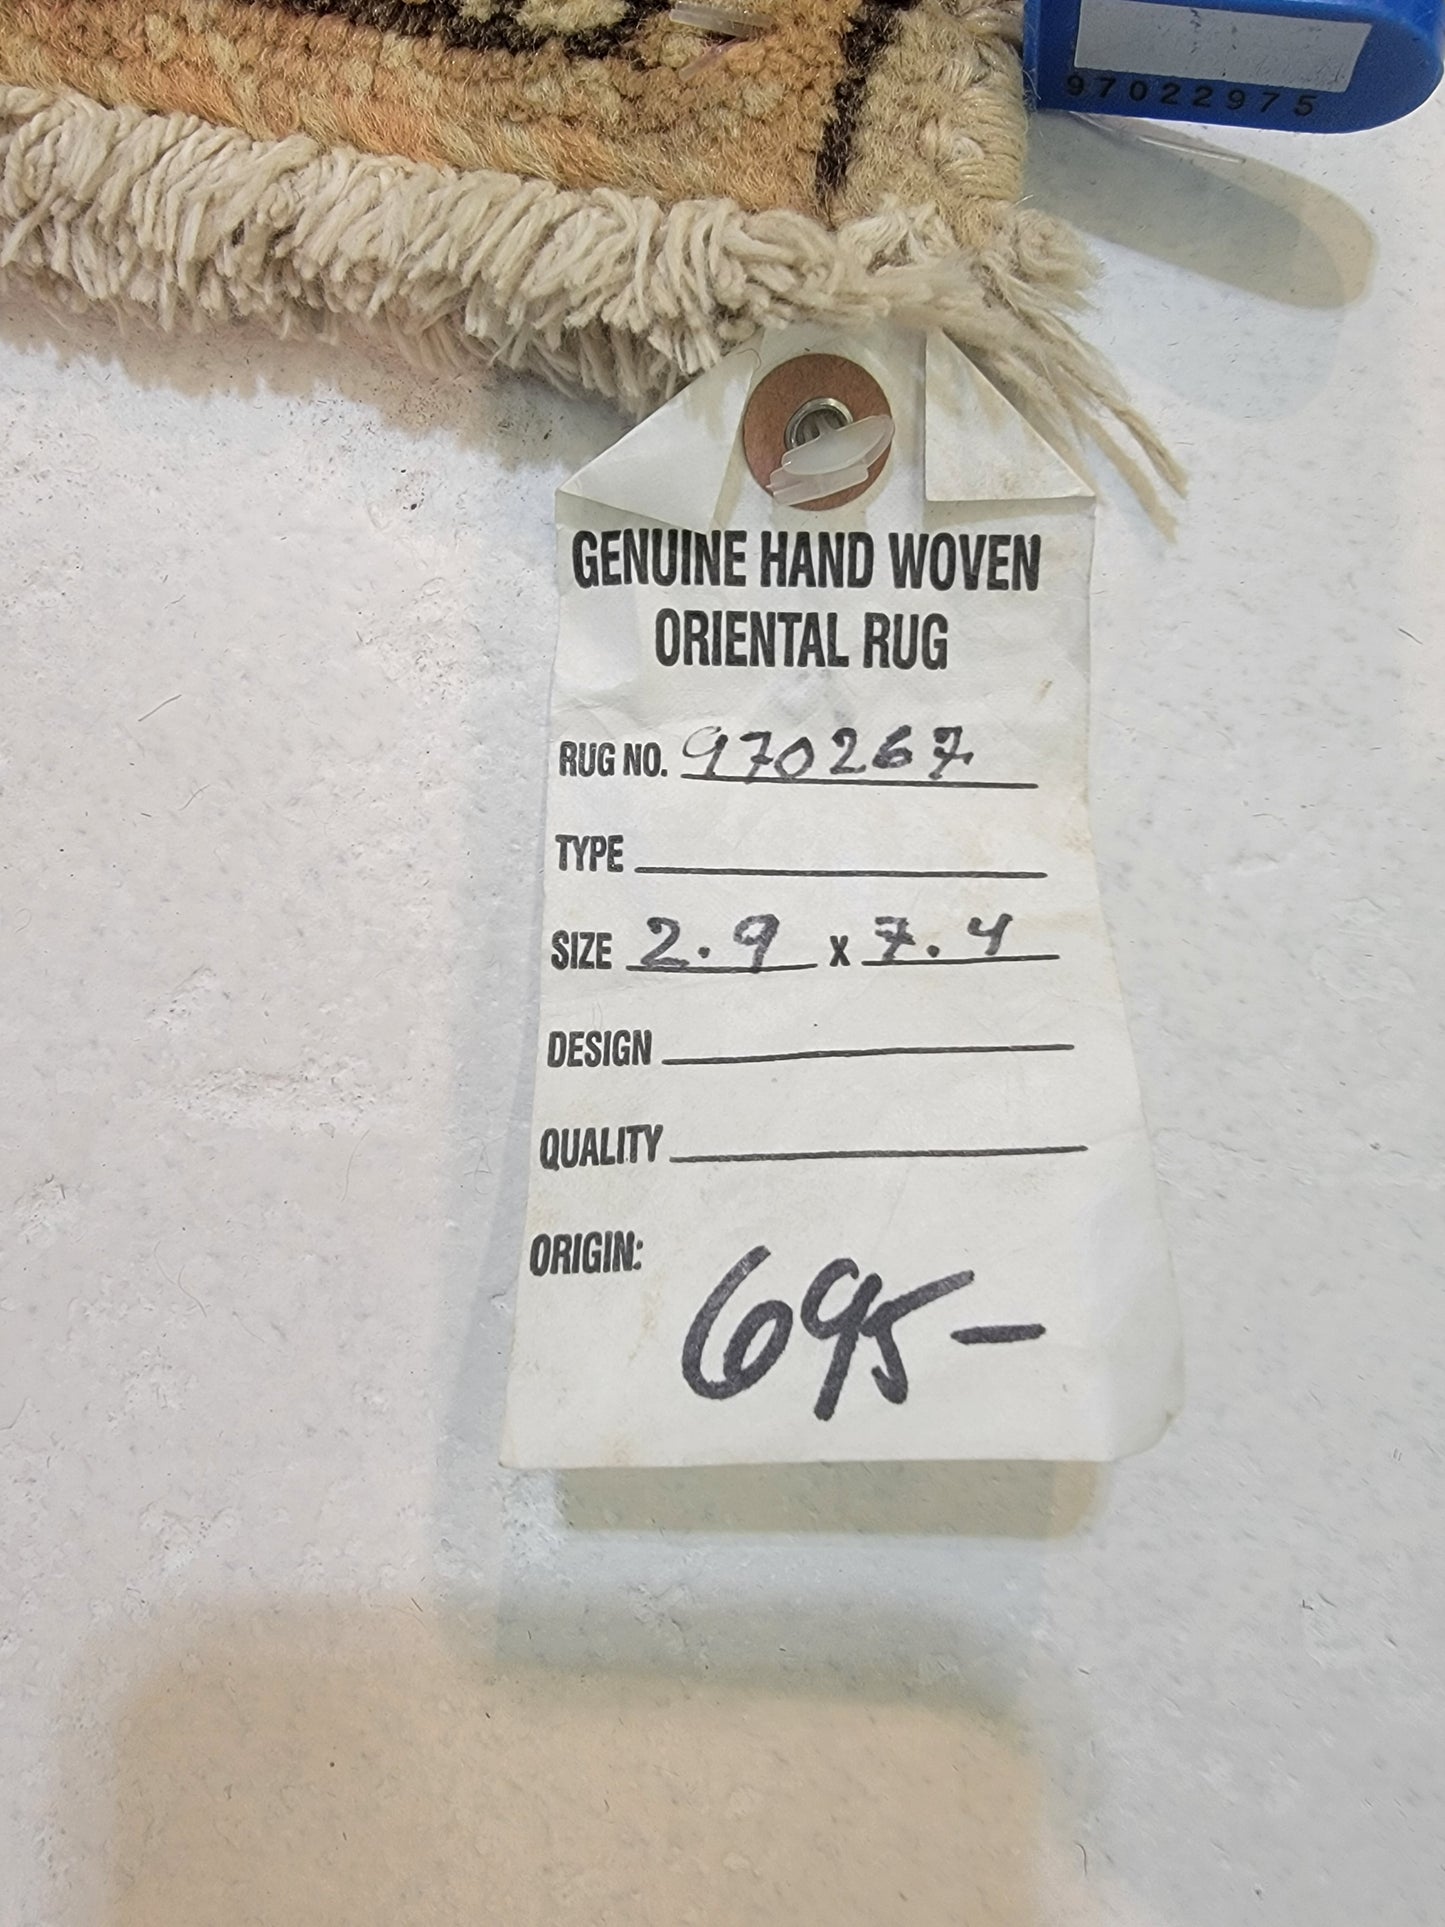 97022975
GENUINE HAND WOVEN
ORIENTAL RUG
RUG NO. 970267
TYPE
SIZE 2.9 x 7.4
DESIGN
QUALITY
ORIGIN:
695-